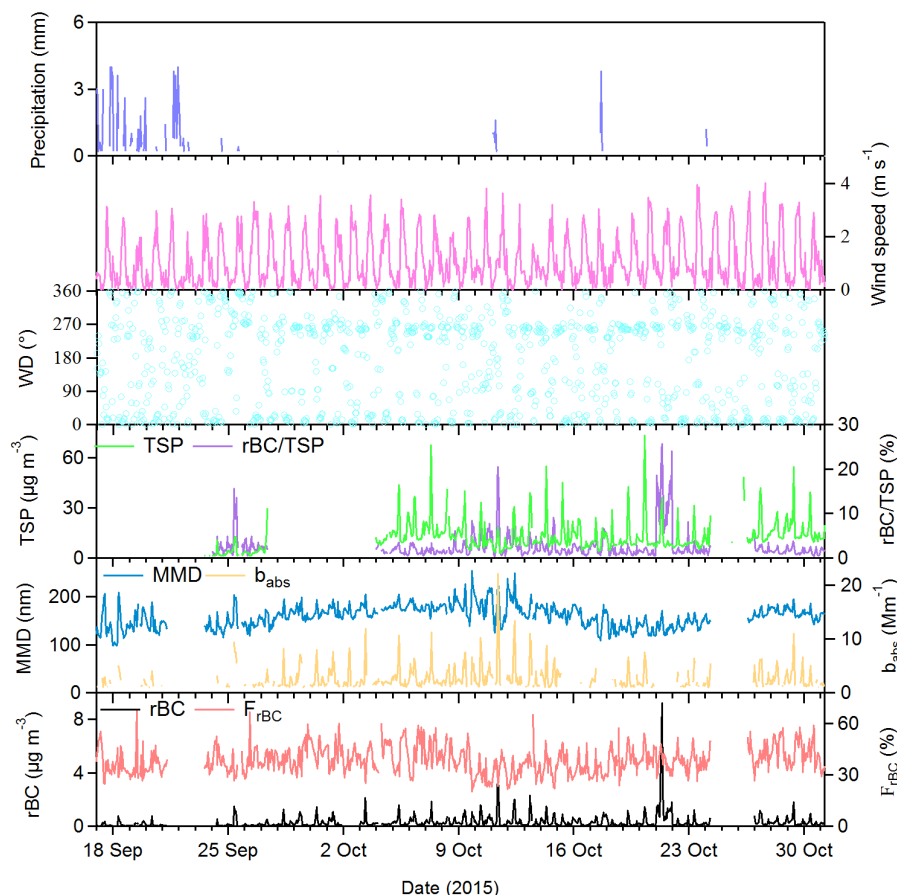 Precipitation (mm)
6
3
0
Wind speed (m s⁻¹)
4
2
0
WD (°)
360
270
180
90
0
TSP (µg m⁻³)
60
30
0
TSP
rBC/TSP
rBC/TSP (%)
30
20
10
0
MMD (nm)
200
150
100
0
MMD
b_abs
b_abs (Mm⁻¹)
20
10
0
rBC (µg m⁻³)
8
4
0
rBC
F_rBC
F_rBC (%)
60
30
0
18 Sep 25 Sep 2 Oct 9 Oct 16 Oct 23 Oct 30 Oct
Date (2015)